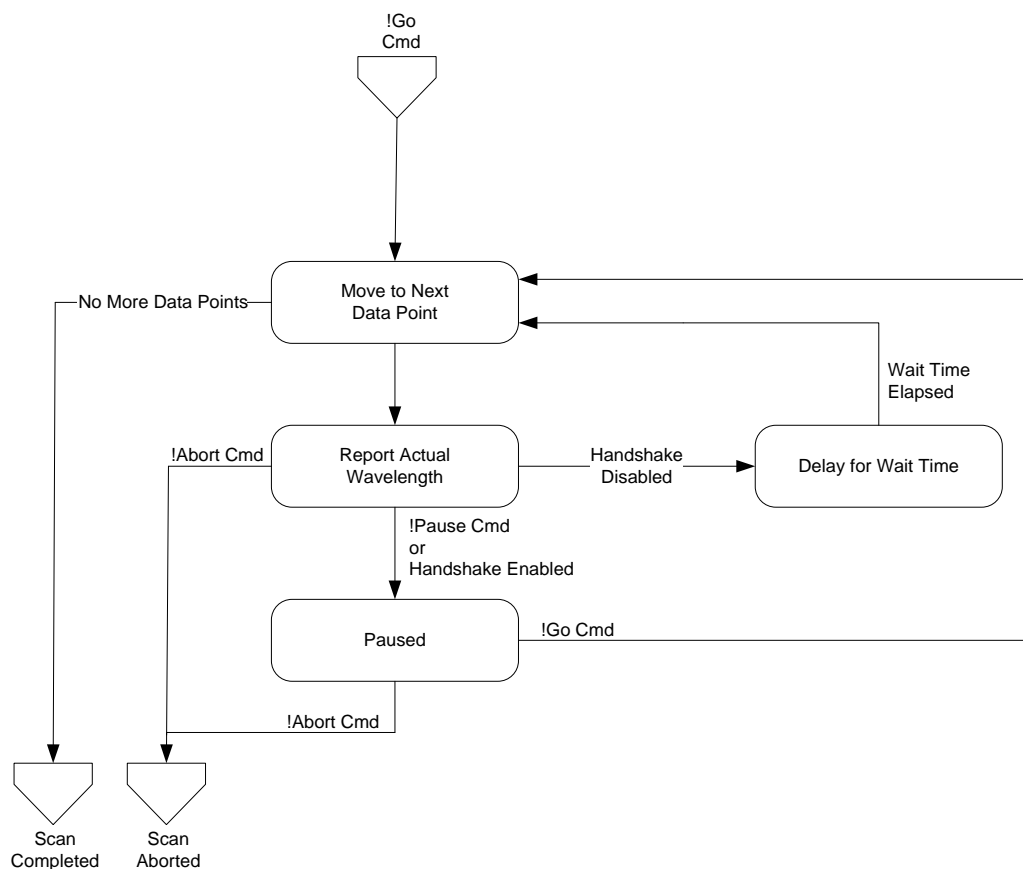 !Go
Cmd
Move to Next
Data Point
No More Data Points
Wait Time
Elapsed
!Abort Cmd
Report Actual
Wavelength
Handshake
Disabled
Delay for Wait Time
!Pause Cmd
or
Handshake Enabled
Paused
!Go Cmd
!Abort Cmd
Scan
Completed
Scan
Aborted